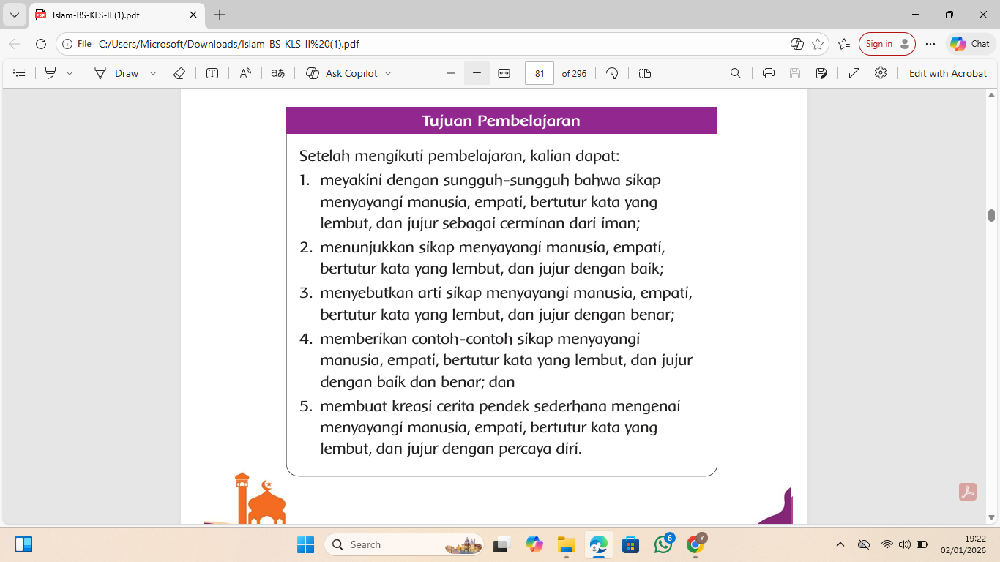 Islam-BS-KLS-II (1).pdf
File C:/Users/Microsoft/Downloads/Islam-BS-KLS-II%20(1).pdf
Sign in
Chat
Draw
Ask Copilot
81 of 296
Edit with Acrobat
Tujuan Pembelajaran
Setelah mengikuti pembelajaran, kalian dapat:
1. meyakini dengan sungguh-sungguh bahwa sikap
menyayangi manusia, empati, bertutur kata yang
lembut, dan jujur sebagai cerminan dari iman;
2. menunjukkan sikap menyayangi manusia, empati,
bertutur kata yang lembut, dan jujur dengan baik;
3. menyebutkan arti sikap menyayangi manusia, empati,
bertutur kata yang lembut, dan jujur dengan benar;
4. memberikan contoh-contoh sikap menyayangi
manusia, empati, bertutur kata yang lembut, dan jujur
dengan baik dan benar; dan
5. membuat kreasi cerita pendek sederhana mengenai
menyayangi manusia, empati, bertutur kata yang
lembut, dan jujur dengan percaya diri.
Search
6
Y
19:22
02/01/2026